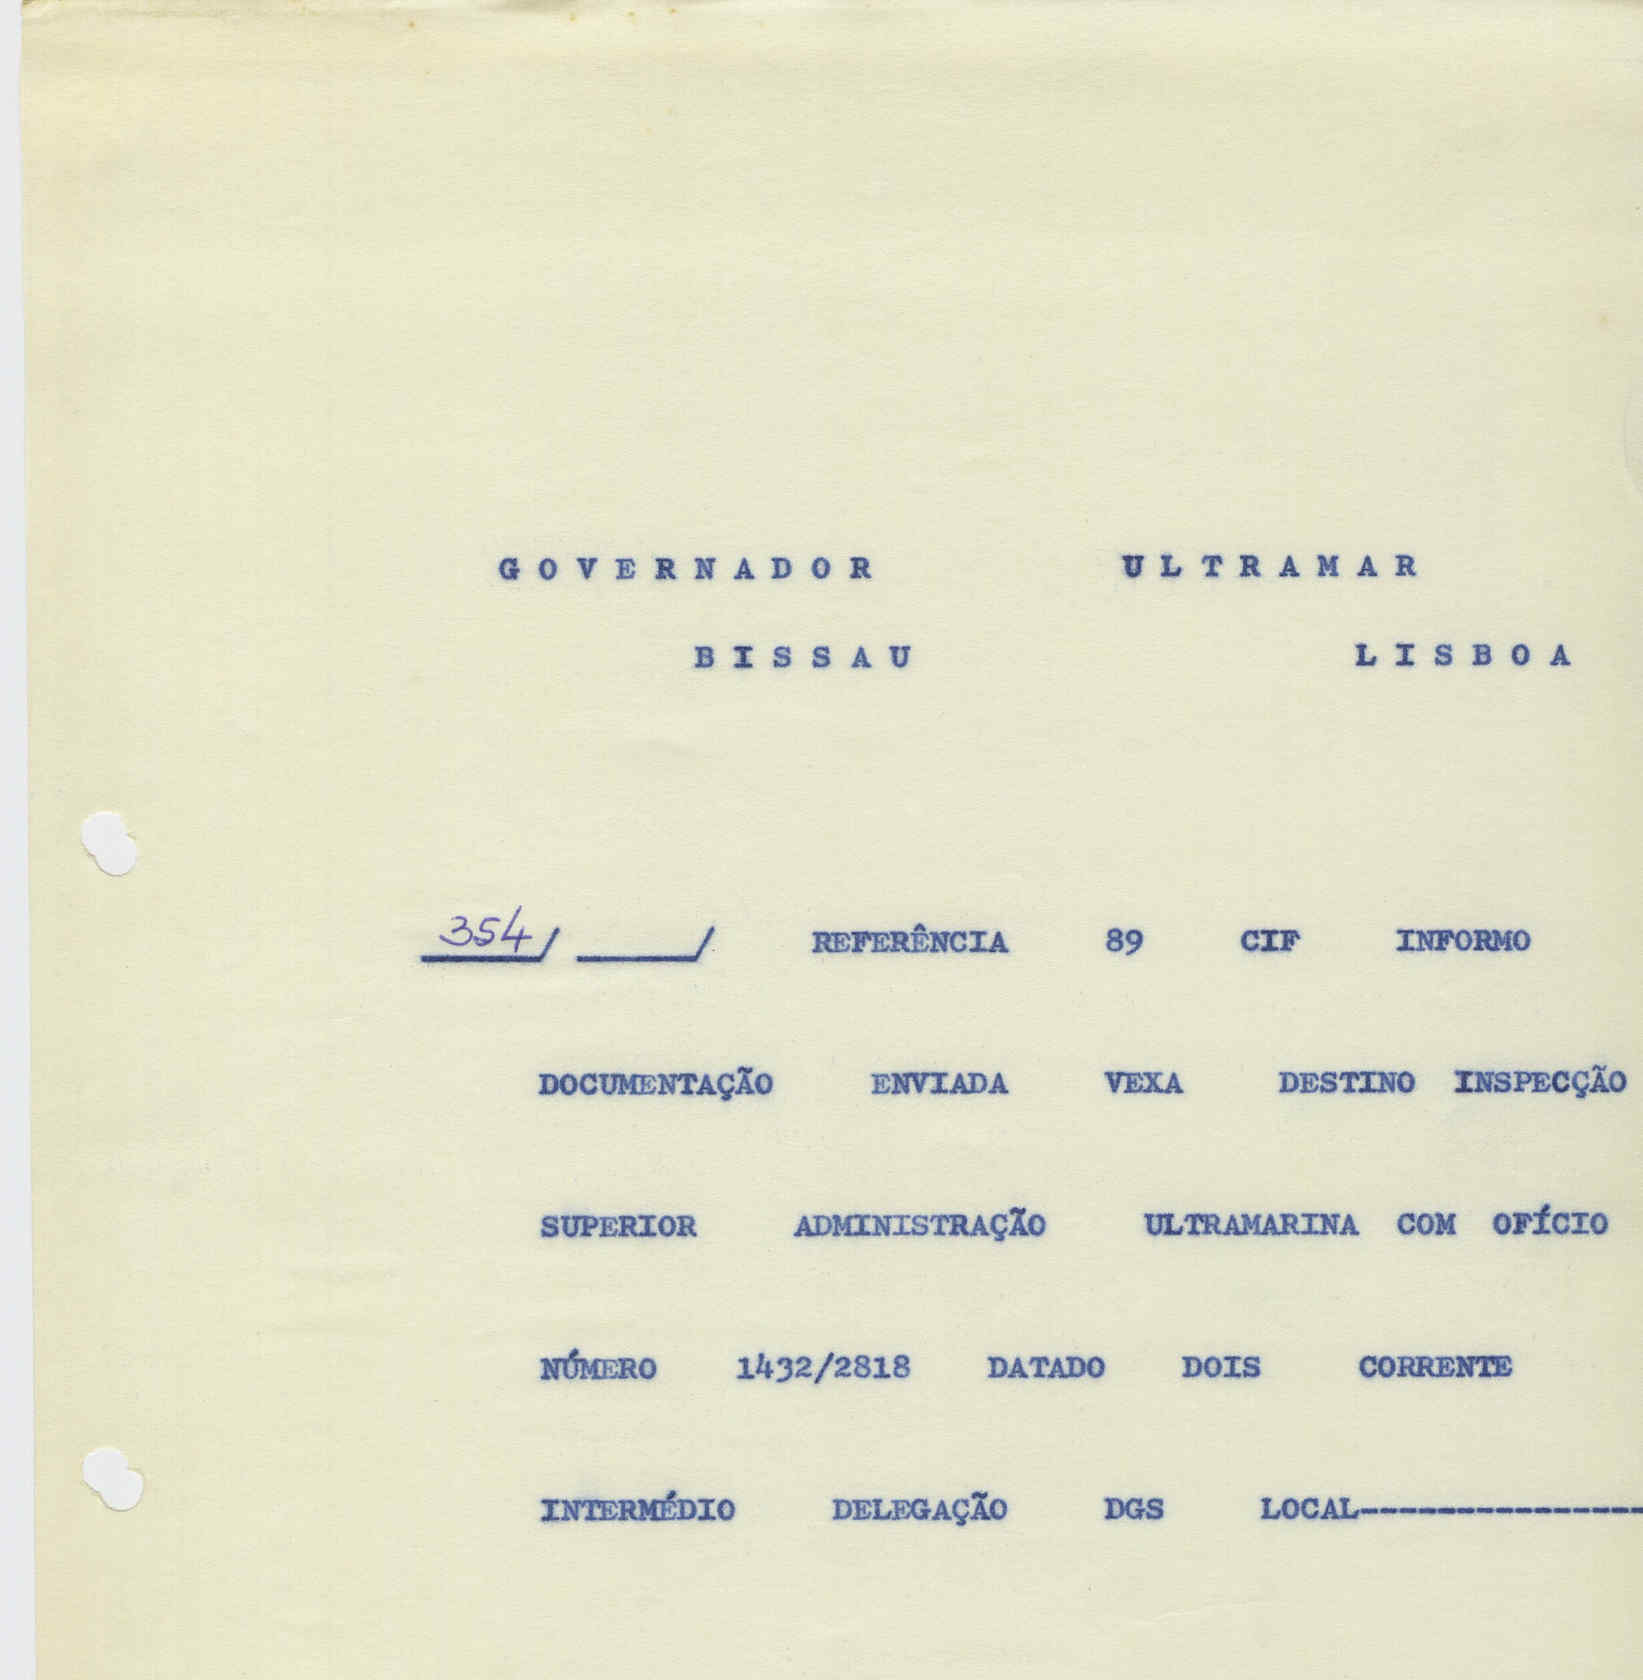 GOVERNADOR ULTRAMAR
BISSAU LISBOA
354/ ____/ REFERÊNCIA 89 CIF INFORMO
DOCUMENTAÇÃO ENVIADA VEXA DESTINO INSPECÇÃO
SUPERIOR ADMINISTRAÇÃO ULTRAMARINA COM OFÍCIO
NÚMERO 1432/2818 DATADO DOIS CORRENTE
INTERMÉDIO DELEGAÇÃO DGS LOCAL---------------